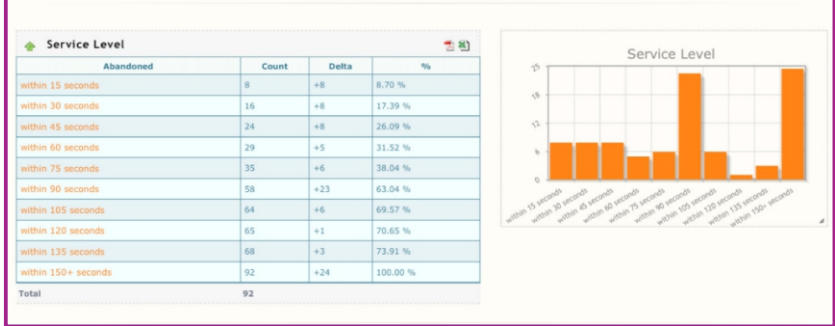 Service Level
Abandoned Count Delta %
within 15 seconds 8 +8 8.70 %
within 30 seconds 16 +8 17.39 %
within 45 seconds 24 +8 26.09 %
within 60 seconds 29 +5 31.52 %
within 75 seconds 35 +6 38.04 %
within 90 seconds 58 +23 63.04 %
within 105 seconds 64 +6 69.57 %
within 120 seconds 65 +1 70.65 %
within 135 seconds 68 +3 73.91 %
within 150+ seconds 92 +24 100.00 %
Total 92
Service Level
25
18
12
6
0
within 15 seconds
within 30 seconds
within 45 seconds
within 60 seconds
within 75 seconds
within 90 seconds
within 105 seconds
within 120 seconds
within 135 seconds
within 150+ seconds